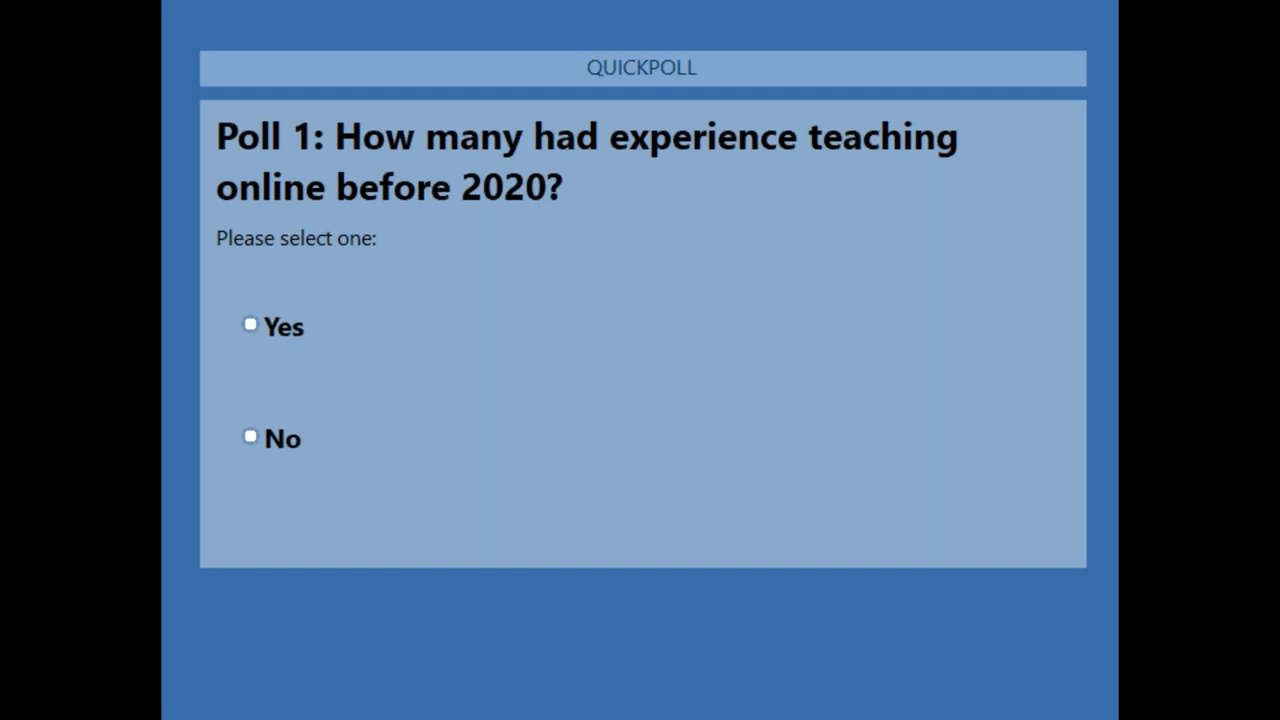 QUICKPOLL
Poll 1: How many had experience teaching
online before 2020?
Please select one:
Yes
No